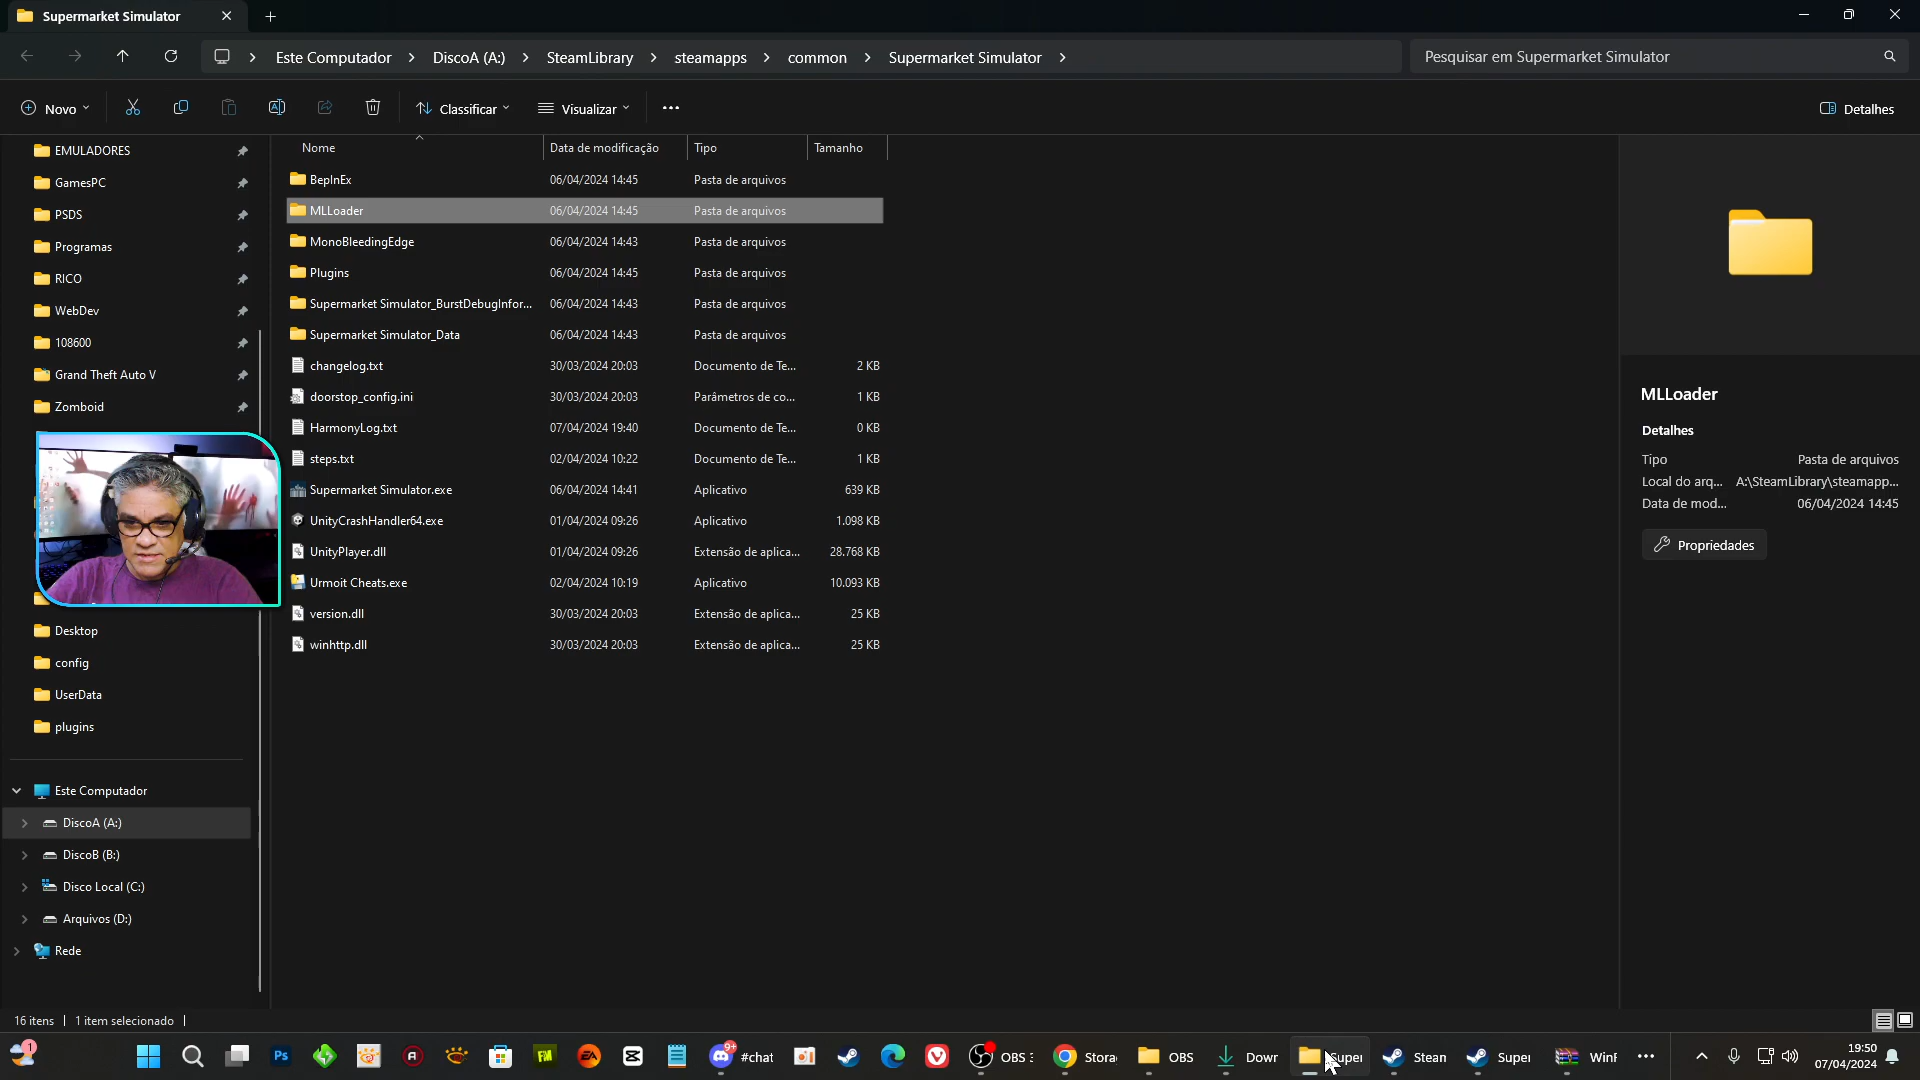 Supermarket Simulator
Este Computador > DiscoA (A:) > SteamLibrary > steamapps > common > Supermarket Simulator >
Pesquisar em Supermarket Simulator
Novo
Classificar
Visualizar
Detalhes
EMULADORES
GamesPC
PSDS
Programas
RICO
WebDev
108600
Grand Theft Auto V
Zomboid
Desktop
config
UserData
plugins
Este Computador
DiscoA (A:)
DiscoB (B:)
Disco Local (C:)
Arquivos (D:)
Rede
Nome Data de modificação Tipo Tamanho
BepInEx 06/04/2024 14:45 Pasta de arquivos
MLLoader 06/04/2024 14:45 Pasta de arquivos
MonoBleedingEdge 06/04/2024 14:43 Pasta de arquivos
Plugins 06/04/2024 14:45 Pasta de arquivos
Supermarket Simulator_BurstDebugInfor... 06/04/2024 14:43 Pasta de arquivos
Supermarket Simulator_Data 06/04/2024 14:43 Pasta de arquivos
changelog.txt 30/03/2024 20:03 Documento de Te... 2 KB
doorstop_config.ini 30/03/2024 20:03 Parâmetros de co... 1 KB
HarmonyLog.txt 07/04/2024 19:40 Documento de Te... 0 KB
steps.txt 02/04/2024 10:22 Documento de Te... 1 KB
Supermarket Simulator.exe 06/04/2024 14:41 Aplicativo 639 KB
UnityCrashHandler64.exe 01/04/2024 09:26 Aplicativo 1.098 KB
UnityPlayer.dll 01/04/2024 09:26 Extensão de aplica... 28.768 KB
Urmoit Cheats.exe 02/04/2024 10:19 Aplicativo 10.093 KB
version.dll 30/03/2024 20:03 Extensão de aplica... 25 KB
winhttp.dll 30/03/2024 20:03 Extensão de aplica... 25 KB
MLLoader
Detalhes
Tipo Pasta de arquivos
Local do arq... A:\SteamLibrary\steamapp...
Data de mod... 06/04/2024 14:45
Propriedades
16 itens | 1 item selecionado |
1 Ps FM EA 9+ #chat OBS 3 Stora OBS Dowr Super Stean Super WinF
19:50
07/04/2024